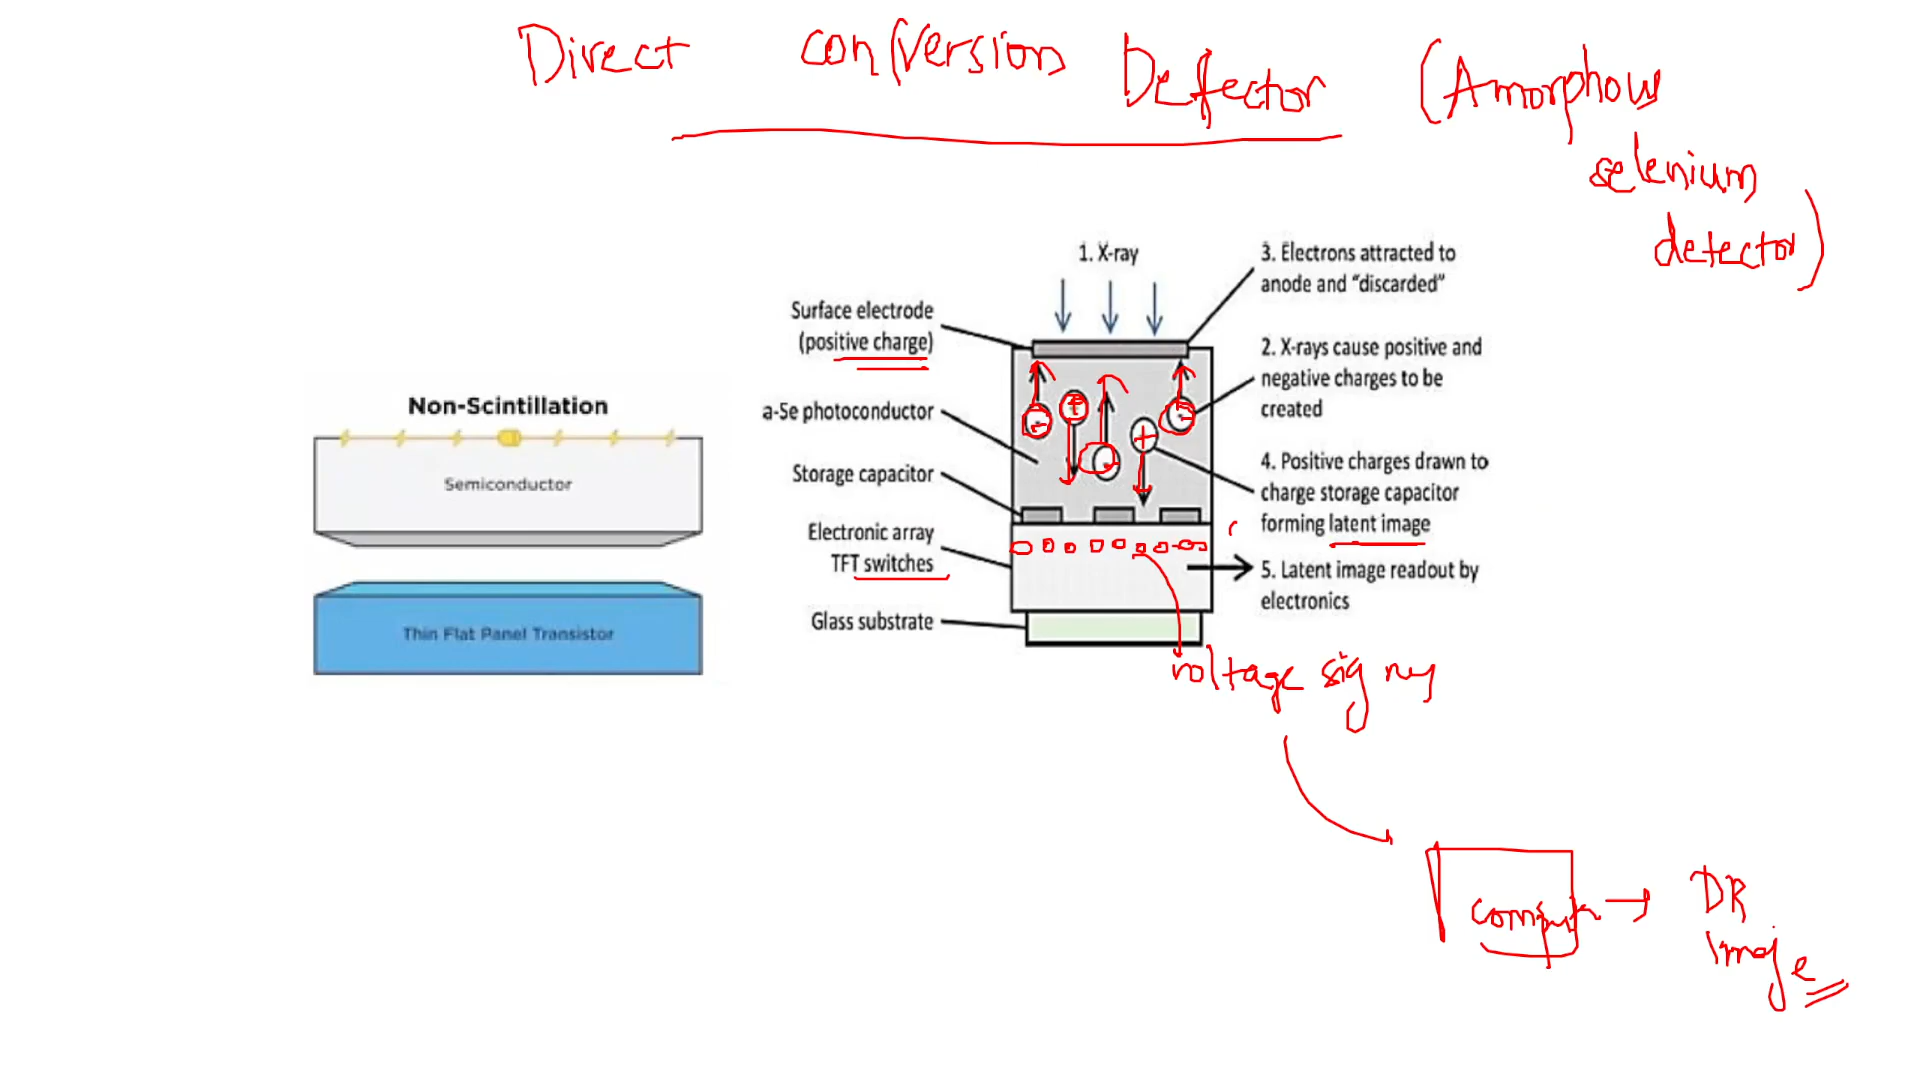 Direct conversion Detector (Amorphous
selenium
detector)
Non-Scintillation
Semiconductor
Thin Flat Panel Transistor
1. X-ray
Surface electrode
(positive charge)
a-Se photoconductor
Storage capacitor
Electronic array
TFT switches
Glass substrate
3. Electrons attracted to
anode and “discarded”
2. X-rays cause positive and
negative charges to be
created
4. Positive charges drawn to
charge storage capacitor
forming latent image
5. Latent image readout by
electronics
voltage
DR
Image